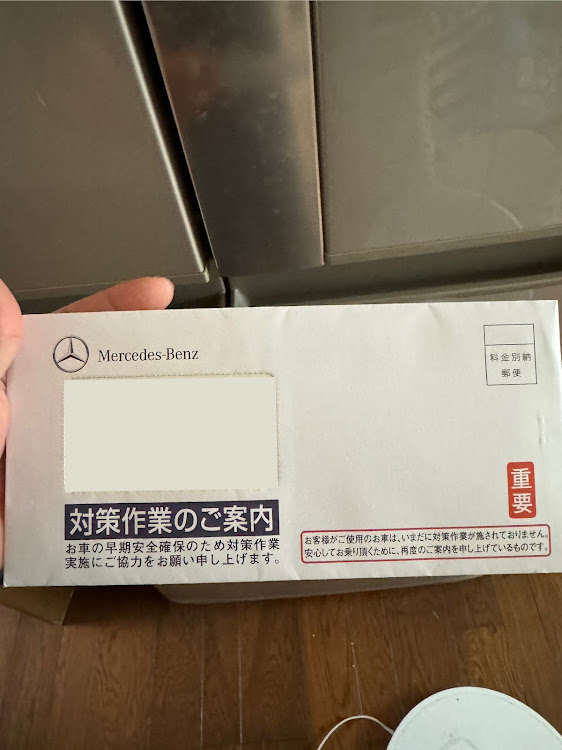 Mercedes-Benz
料金別納
郵便
重要
対策作業のご案内
お車の早期安全確保のため対策作業
実施にご協力をお願い申し上げます。
お客様がご使用のお車は、いまだに対策作業が施されておりません。
安心してお乗り頂くために、再度のご案内を申し上げているものです。